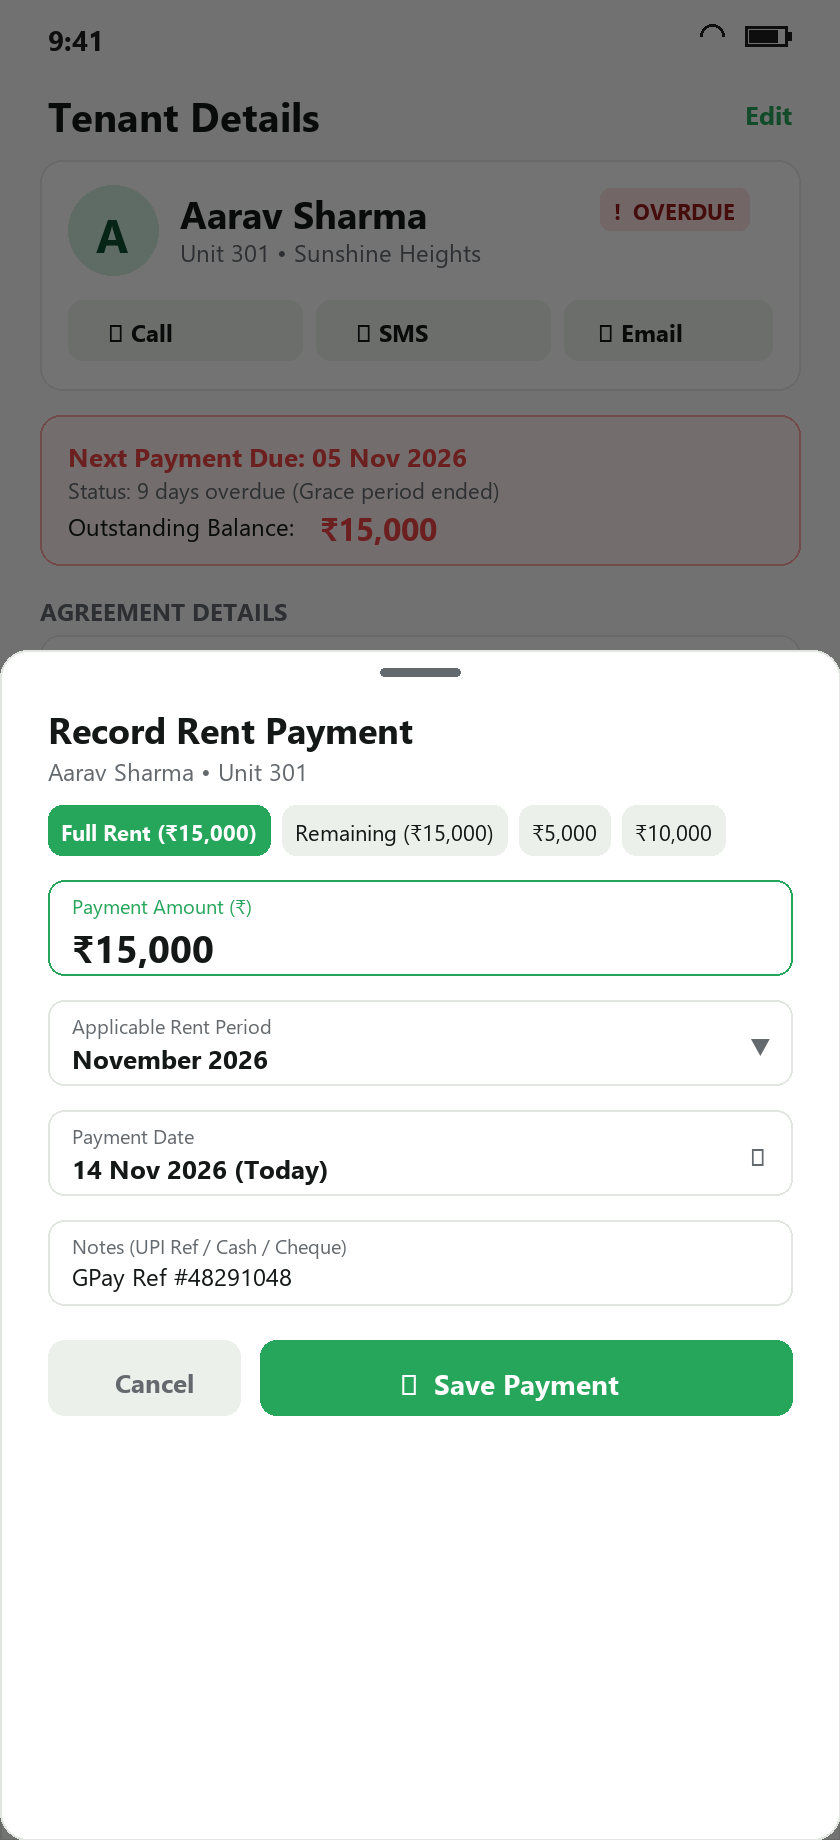 9:41
Tenant Details
Edit
A
Aarav Sharma
! OVERDUE
Unit 301 • Sunshine Heights
Call
SMS
Email
Next Payment Due: 05 Nov 2026
Status: 9 days overdue (Grace period ended)
Outstanding Balance: ₹15,000
AGREEMENT DETAILS
Record Rent Payment
Aarav Sharma • Unit 301
Full Rent (₹15,000)
Remaining (₹15,000)
₹5,000
₹10,000
Payment Amount (₹)
₹15,000
Applicable Rent Period
November 2026
Payment Date
14 Nov 2026 (Today)
Notes (UPI Ref / Cash / Cheque)
GPay Ref #48291048
Cancel
Save Payment